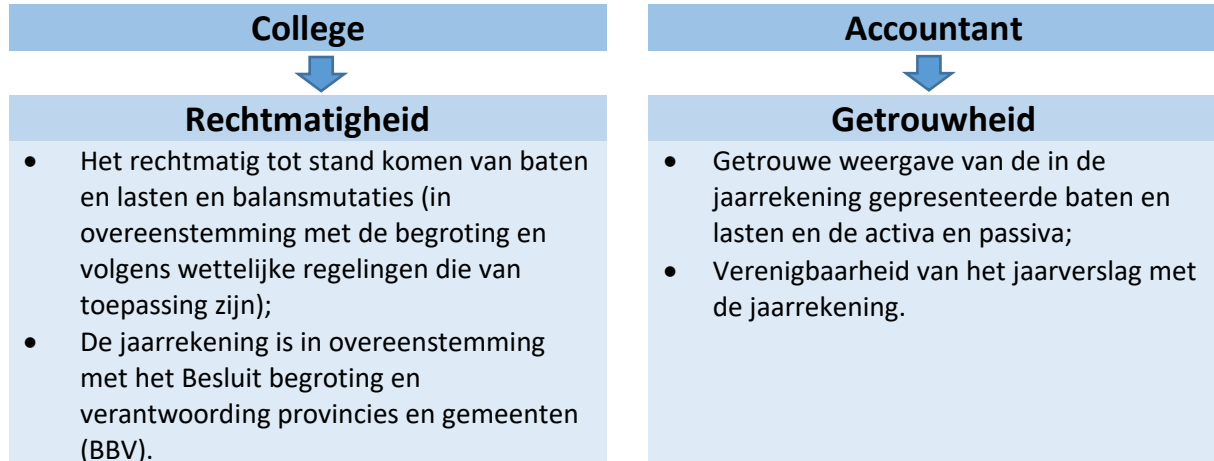 College
Rechtmatigheid
• Het rechtmatig tot stand komen van baten
en lasten en balansmutaties (in
overeenstemming met de begroting en
volgens wettelijke regelingen die van
toepassing zijn);
• De jaarrekening is in overeenstemming
met het Besluit begroting en
verantwoording provincies en gemeenten
(BBV).
Accountant
Getrouwheid
• Getrouwe weergave van de in de
jaarrekening gepresenteerde baten en
lasten en de activa en passiva;
• Verenigbaarheid van het jaarverslag met
de jaarrekening.